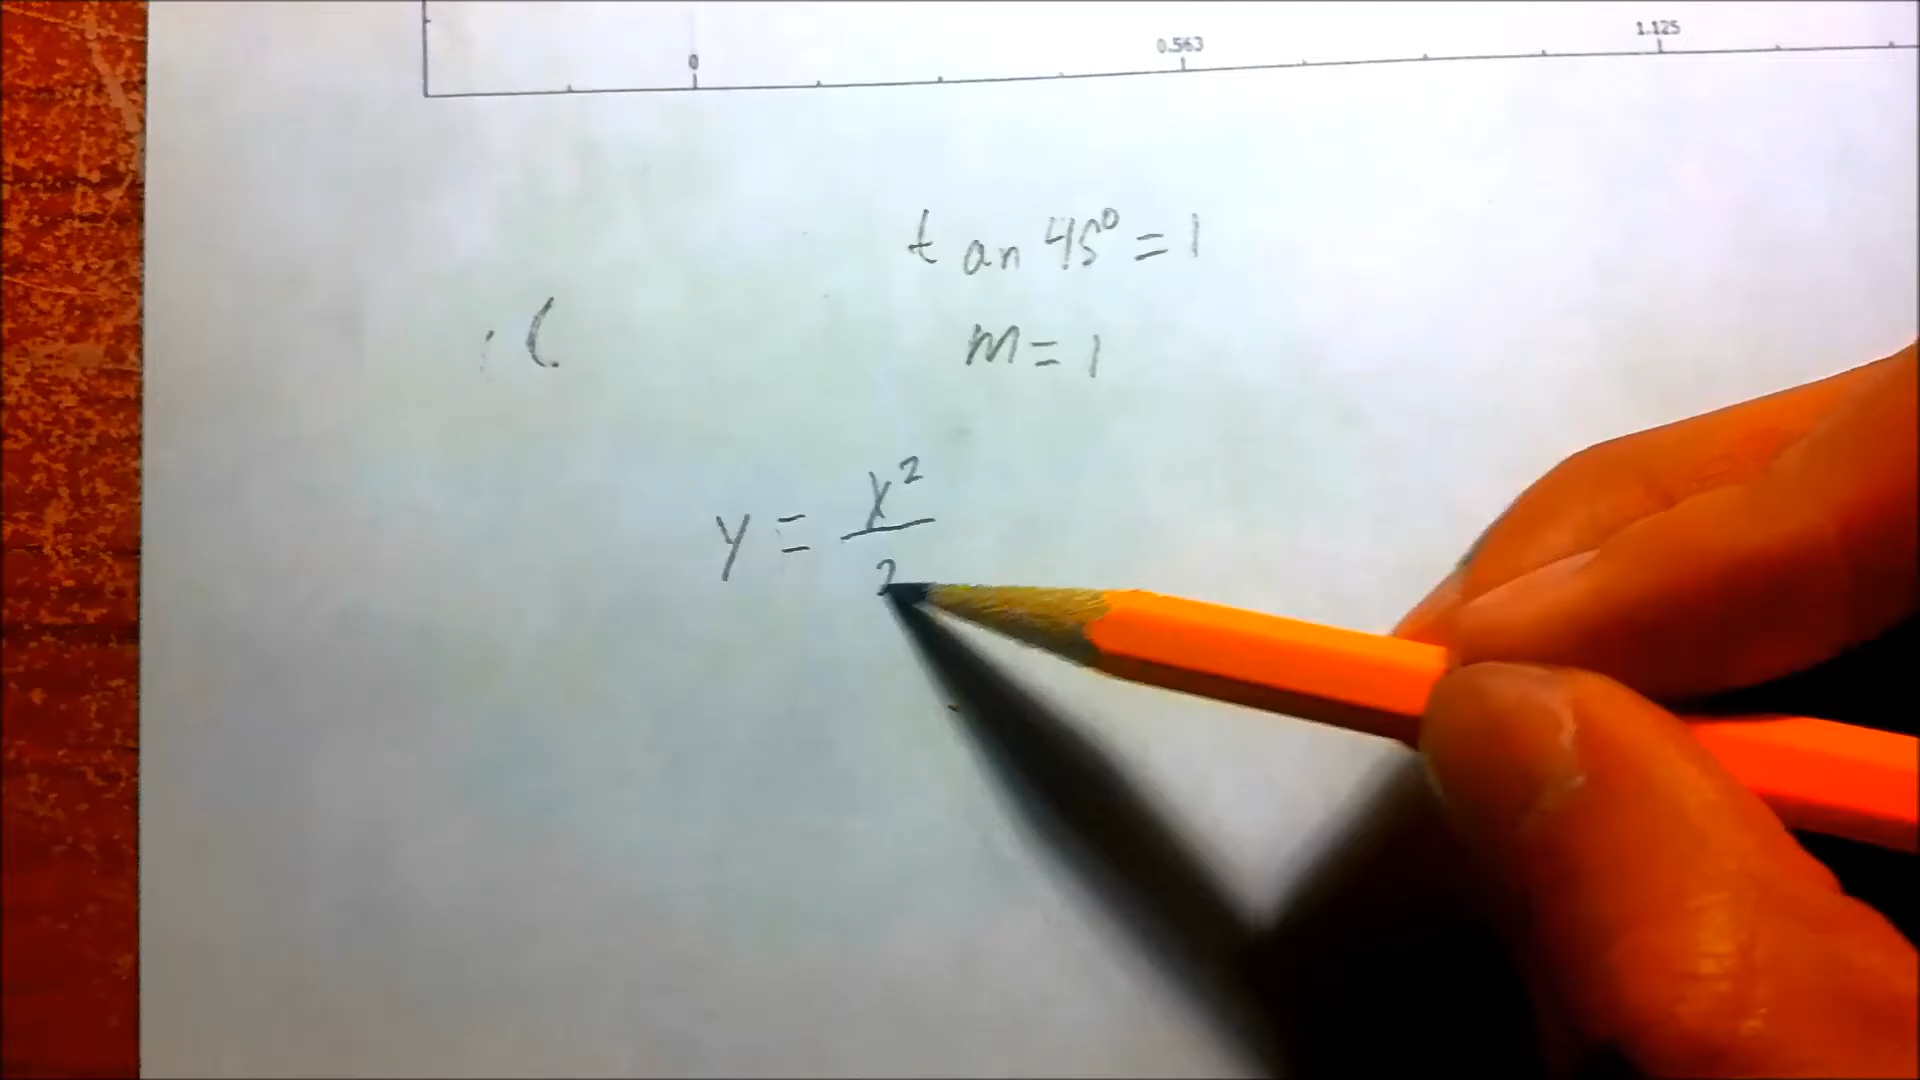 0 0.563 1.125
tan 45° = 1
(
m = 1
y = x²/2